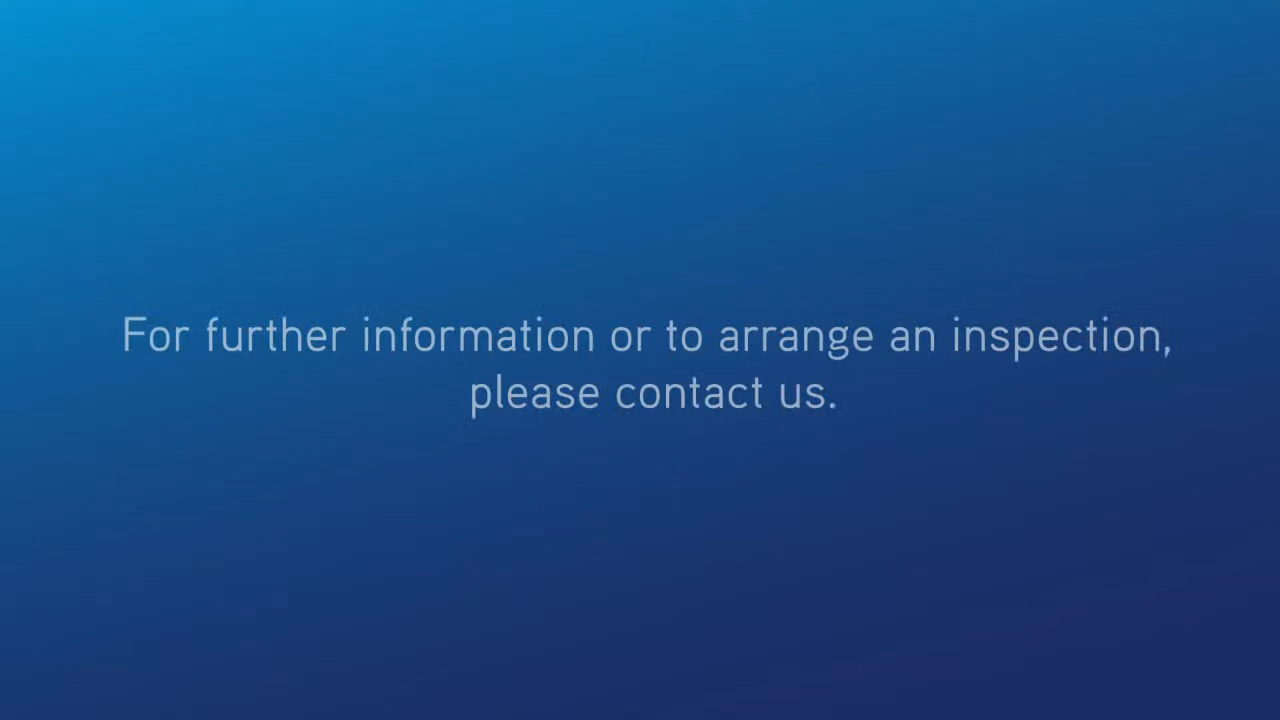 For further information or to arrange an inspection,
please contact us.